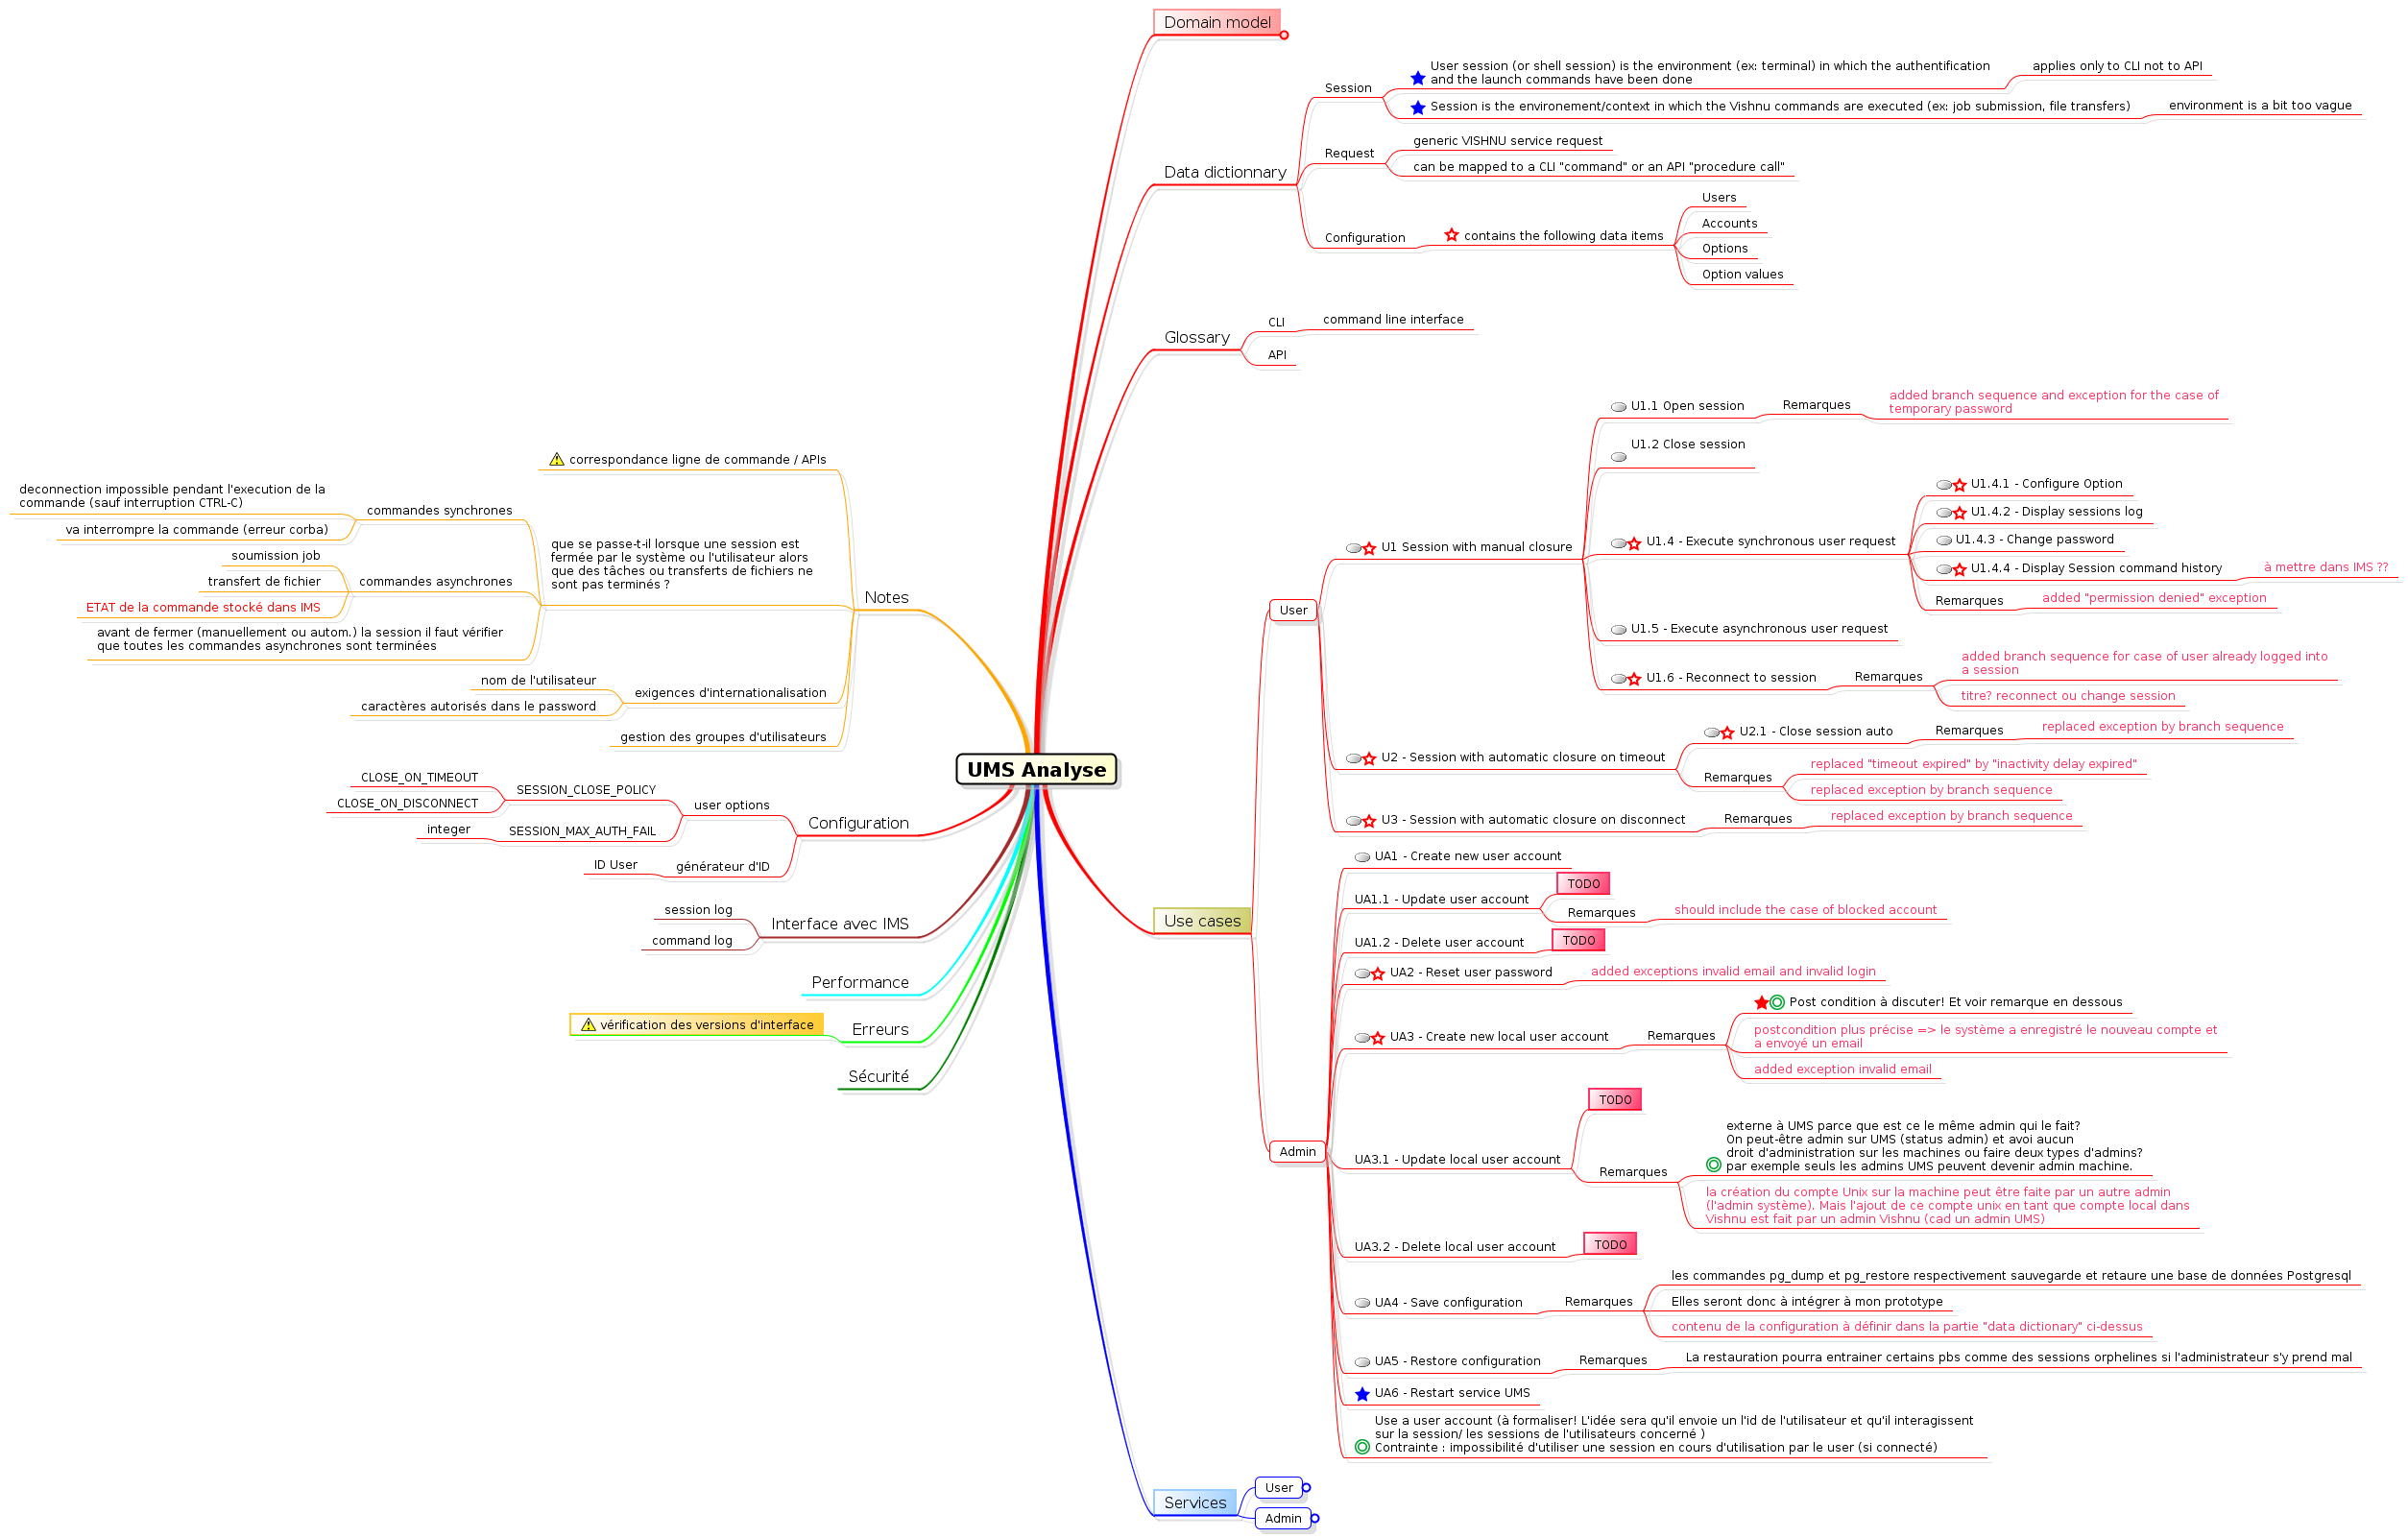 UMS Analyse
Domain model
Data dictionnary
Session
User session (or shell session) is the environment (ex: terminal) in which the authentification
and the launch commands have been done
applies only to CLI not to API
Session is the environement/context in which the Vishnu commands are executed (ex: job submission, file transfers)
environment is a bit too vague
Request
generic VISHNU service request
can be mapped to a CLI "command" or an API "procedure call"
Configuration
contains the following data items
Users
Accounts
Options
Option values
Glossary
CLI
command line interface
API
Use cases
User
U1 Session with manual closure
U1.1 Open session
Remarques
added branch sequence and exception for the case of
temporary password
U1.2 Close session
U1.4 - Execute synchronous user request
U1.4.1 - Configure Option
U1.4.2 - Display sessions log
U1.4.3 - Change password
U1.4.4 - Display Session command history
à mettre dans IMS ??
Remarques
added "permission denied" exception
U1.5 - Execute asynchronous user request
U1.6 - Reconnect to session
Remarques
added branch sequence for case of user already logged into
a session
titre? reconnect ou change session
U2 - Session with automatic closure on timeout
U2.1 - Close session auto
Remarques
replaced exception by branch sequence
Remarques
replaced "timeout expired" by "inactivity delay expired"
replaced exception by branch sequence
U3 - Session with automatic closure on disconnect
Remarques
replaced exception by branch sequence
Admin
UA1 - Create new user account
UA1.1 - Update user account
TODO
Remarques
should include the case of blocked account
UA1.2 - Delete user account
TODO
UA2 - Reset user password
added exceptions invalid email and invalid login
UA3 - Create new local user account
Remarques
Post condition à discuter! Et voir remarque en dessous
postcondition plus précise => le système a enregistré le nouveau compte et
a envoyé un email
added exception invalid email
UA3.1 - Update local user account
TODO
Remarques
externe à UMS parce que est ce le même admin qui le fait?
On peut-être admin sur UMS (status admin) et avoi aucun
droit d'administration sur les machines ou faire deux types d'admins?
par exemple seuls les admins UMS peuvent devenir admin machine.
la création du compte Unix sur la machine peut être faite par un autre admin
(l'admin système). Mais l'ajout de ce compte unix en tant que compte local dans
Vishnu est fait par un admin Vishnu (cad un admin UMS)
UA3.2 - Delete local user account
TODO
UA4 - Save configuration
Remarques
les commandes pg_dump et pg_restore respectivement sauvegarde et retaure une base de données Postgresql
Elles seront donc à intégrer à mon prototype
contenu de la configuration à définir dans la partie "data dictionary" ci-dessus
UA5 - Restore configuration
Remarques
La restauration pourra entrainer certains pbs comme des sessions orphelines si l'administrateur s'y prend mal
UA6 - Restart service UMS
Use a user account (à formaliser! L'idée sera qu'il envoie un l'id de l'utilisateur et qu'il interagissent
sur la session/ les sessions de l'utilisateurs concerné )
Contrainte : impossibilité d'utiliser une session en cours d'utilisation par le user (si connecté)
Services
User
Admin
Notes
correspondance ligne de commande / APIs
que se passe-t-il lorsque une session est
fermée par le système ou l'utilisateur alors
que des tâches ou transferts de fichiers ne
sont pas terminés ?
commandes synchrones
deconnection impossible pendant l'execution de la
commande (sauf interruption CTRL-C)
va interrompre la commande (erreur corba)
commandes asynchrones
soumission job
transfert de fichier
ETAT de la commande stocké dans IMS
avant de fermer (manuellement ou autom.) la session il faut vérifier
que toutes les commandes asynchrones sont terminées
exigences d'internationalisation
nom de l'utilisateur
caractères autorisés dans le password
gestion des groupes d'utilisateurs
Configuration
user options
SESSION_CLOSE_POLICY
CLOSE_ON_TIMEOUT
CLOSE_ON_DISCONNECT
SESSION_MAX_AUTH_FAIL
integer
générateur d'ID
ID User
Interface avec IMS
session log
command log
Performance
Erreurs
vérification des versions d'interface
Sécurité